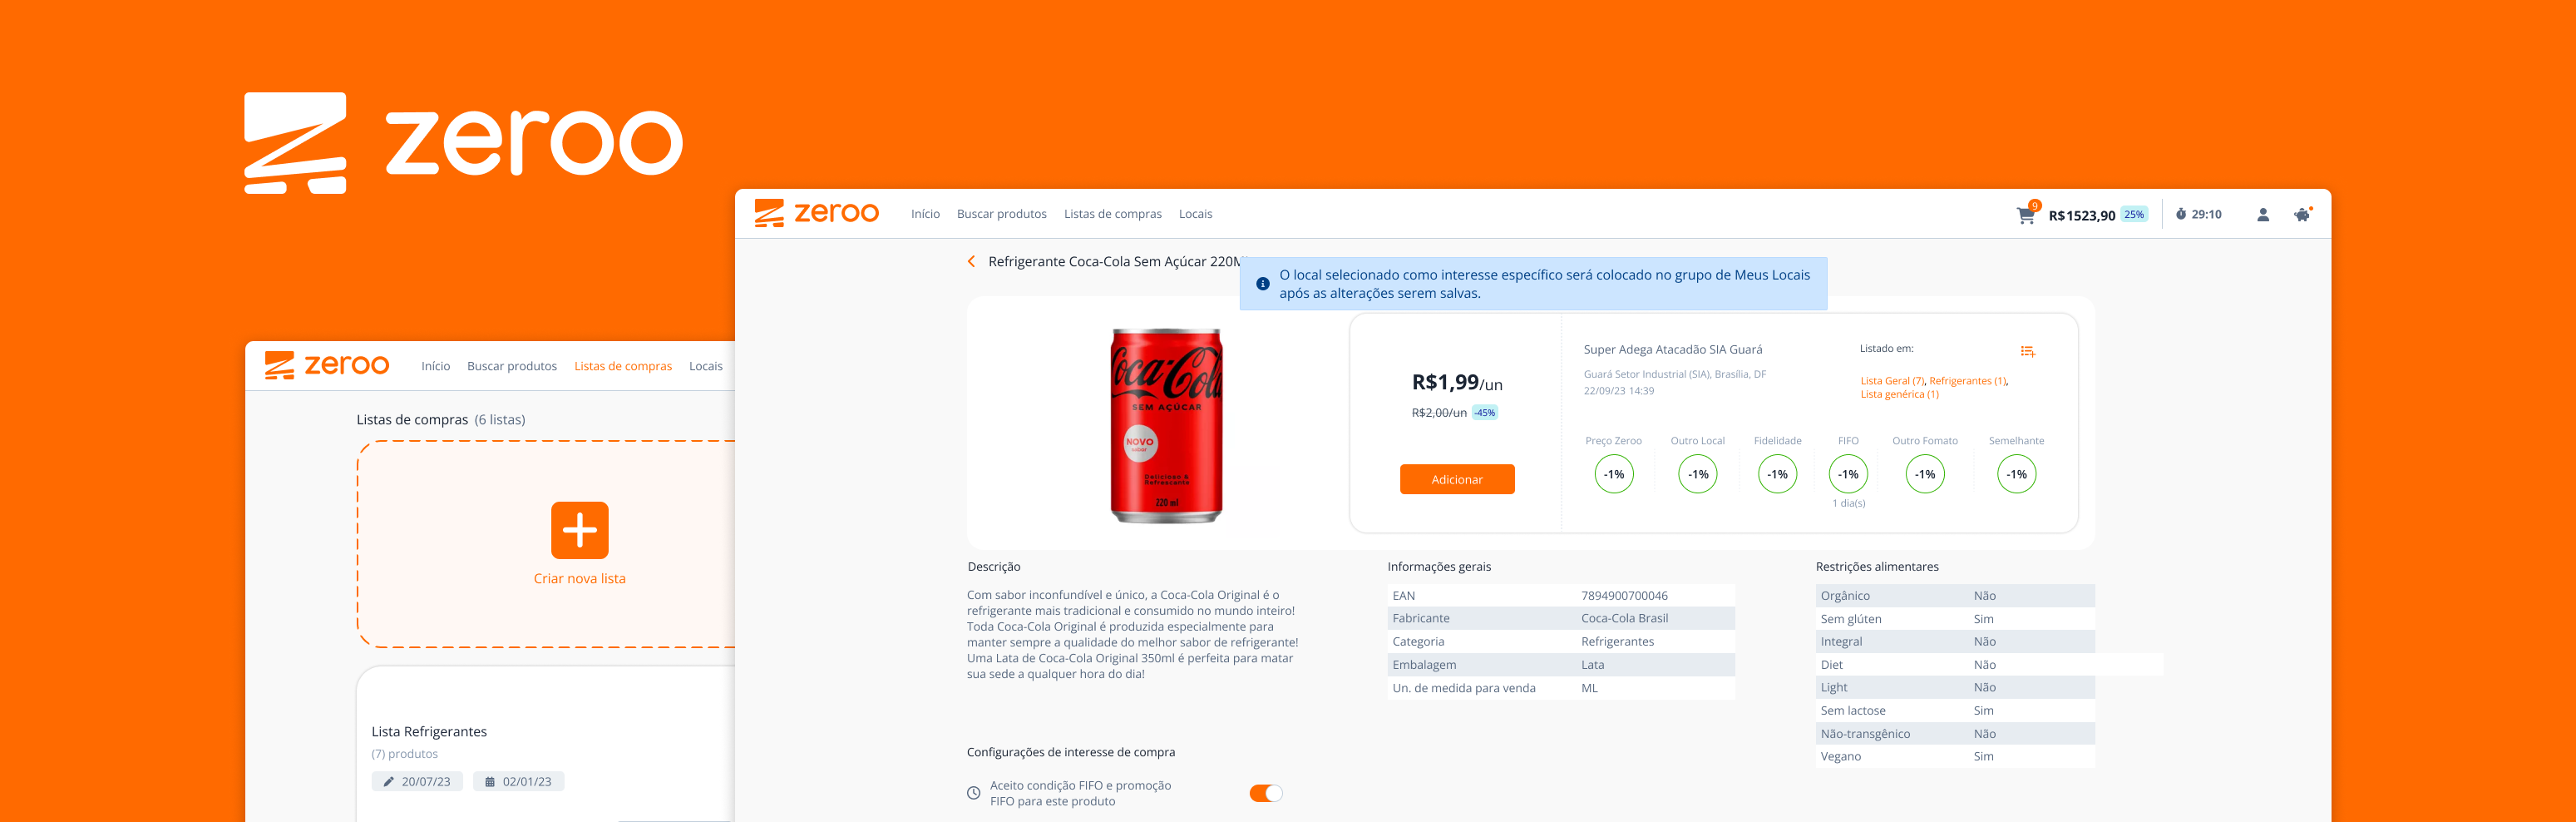 zeroo
zeroo
Início Buscar produtos Listas de compras Locais
Listas de compras (6 listas)
Criar nova lista
Lista Refrigerantes
(7) produtos
20/07/23 02/01/23
zeroo
Início Buscar produtos Listas de compras Locais
9
R$1523,90 25% 29:10
Refrigerante Coca-Cola Sem Açúcar
O local selecionado como interesse específico será colocado no grupo de Meus Locais
após as alterações serem salvas.
Coca-Cola
SEM AÇÚCAR
NOVO
sabor
Delicioso &
Refrescante
220 ml
R$1,99/un
R$2,00/un -45%
Adicionar
Super Adega Atacadão SIA Guará
Guará Setor Industrial (SIA), Brasília, DF
22/09/23 14:39
Listado em:
Lista Geral (7), Refrigerantes (1),
Lista genérica (1)
Preço Zeroo Outro Local Fidelidade FIFO Outro Fomato Semelhante
-1% -1% -1% -1% -1% -1%
1 dia(s)
Descrição
Com sabor inconfundível e único, a Coca-Cola Original é o
refrigerante mais tradicional e consumido no mundo inteiro!
Toda Coca-Cola Original é produzida especialmente para
manter sempre a qualidade do melhor sabor de refrigerante!
Uma Lata de Coca-Cola Original 350ml é perfeita para matar
sua sede a qualquer hora do dia!
Informações gerais
EAN 7894900700046
Fabricante Coca-Cola Brasil
Categoria Refrigerantes
Embalagem Lata
Un. de medida para venda ML
Restrições alimentares
Orgânico Não
Sem glúten Sim
Integral Não
Diet Não
Light Não
Sem lactose Sim
Não-transgênico Não
Vegano Sim
Configurações de interesse de compra
Aceito condição FIFO e promoção
FIFO para este produto